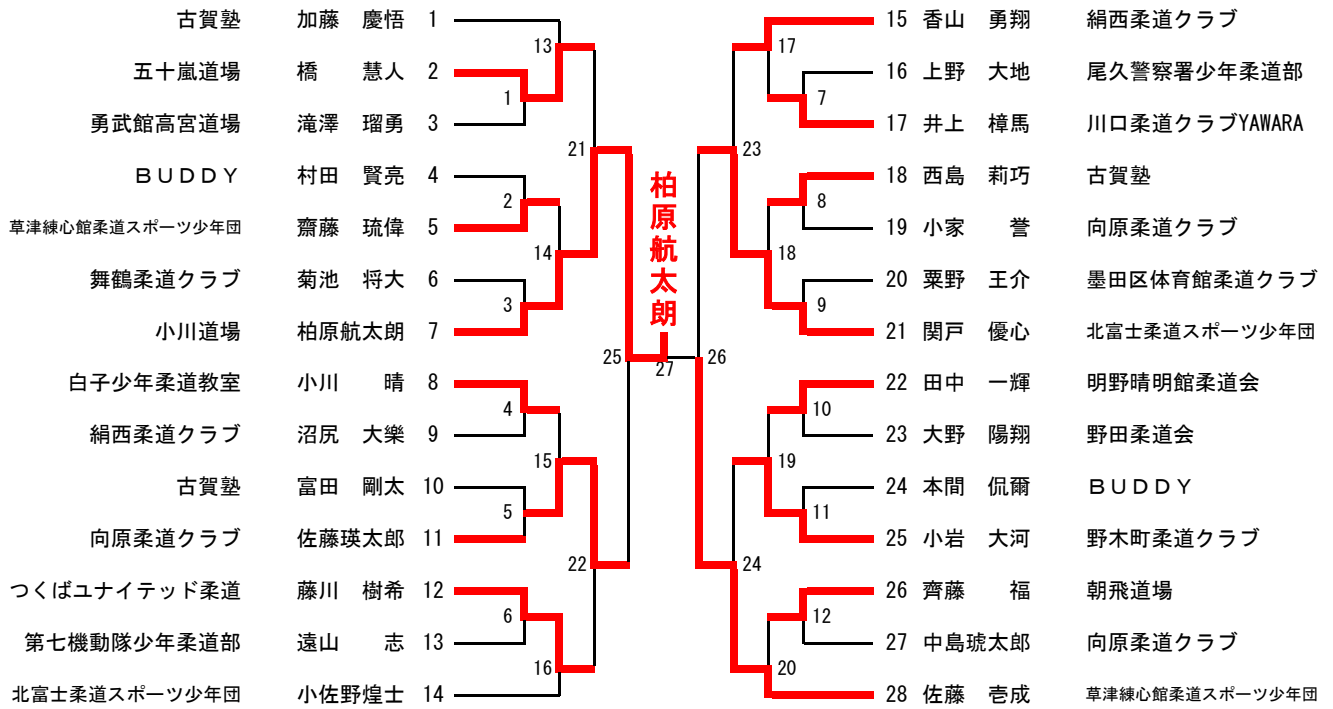 古賀塾 加藤 慶悟 1
五十嵐道場 橋 慧人 2
勇武館高宮道場 滝澤 瑠勇 3
ＢＵＤＤＹ 村田 賢亮 4
草津練心館柔道スポーツ少年団 齋藤 琉偉 5
舞鶴柔道クラブ 菊池 将大 6
小川道場 柏原航太朗 7
白子少年柔道教室 小川 晴 8
絹西柔道クラブ 沼尻 大樂 9
古賀塾 富田 剛太 10
向原柔道クラブ 佐藤瑛太郎 11
つくばユナイテッド柔道 藤川 樹希 12
第七機動隊少年柔道部 遠山 志 13
北富士柔道スポーツ少年団 小佐野煌士 14
13
1
21
2
14
3
25
4
15
5
22
6
16
柏原航太朗
27
17
7
23
8
18
9
26
10
19
11
24
12
20
15 香山 勇翔 絹西柔道クラブ
16 上野 大地 尾久警察署少年柔道部
17 井上 樟馬 川口柔道クラブYAWARA
18 西島 莉巧 古賀塾
19 小家 誉 向原柔道クラブ
20 粟野 王介 墨田区体育館柔道クラブ
21 関戸 優心 北富士柔道スポーツ少年団
22 田中 一輝 明野晴明館柔道会
23 大野 陽翔 野田柔道会
24 本間 侃爾 ＢＵＤＤＹ
25 小岩 大河 野木町柔道クラブ
26 齊藤 福 朝飛道場
27 中島琥太郎 向原柔道クラブ
28 佐藤 壱成 草津練心館柔道スポーツ少年団